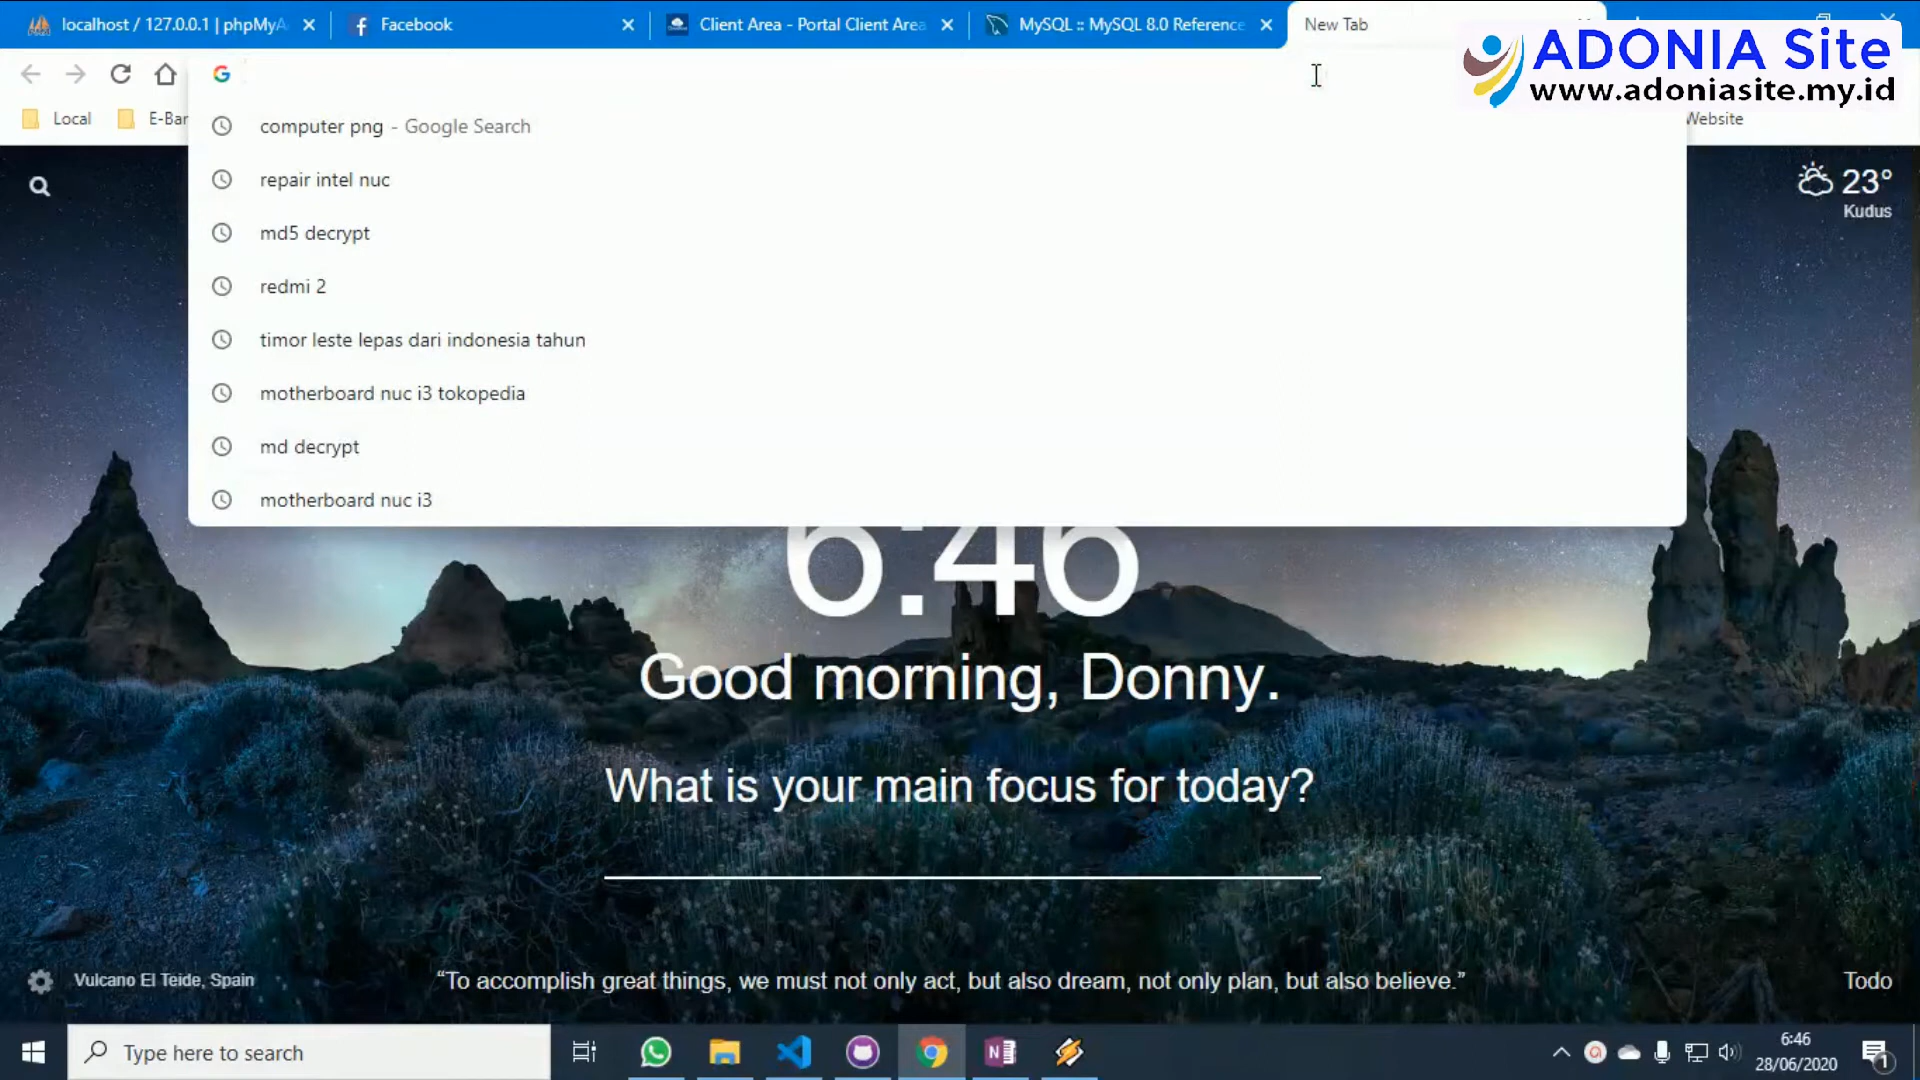 localhost / 127.0.0.1 | phpMyA
Facebook
Client Area - Portal Client Area
MySQL :: MySQL 8.0 Reference
New Tab
ADONIA Site
www.adoniasite.my.id
Local
E-Ban
Website
computer png - Google Search
repair intel nuc
md5 decrypt
redmi 2
timor leste lepas dari indonesia tahun
motherboard nuc i3 tokopedia
md decrypt
motherboard nuc i3
23°
Kudus
6:46
Good morning, Donny.
What is your main focus for today?
Vulcano El Teide, Spain
“To accomplish great things, we must not only act, but also dream, not only plan, but also believe.”
Todo
Type here to search
N
6:46
28/06/2020
1